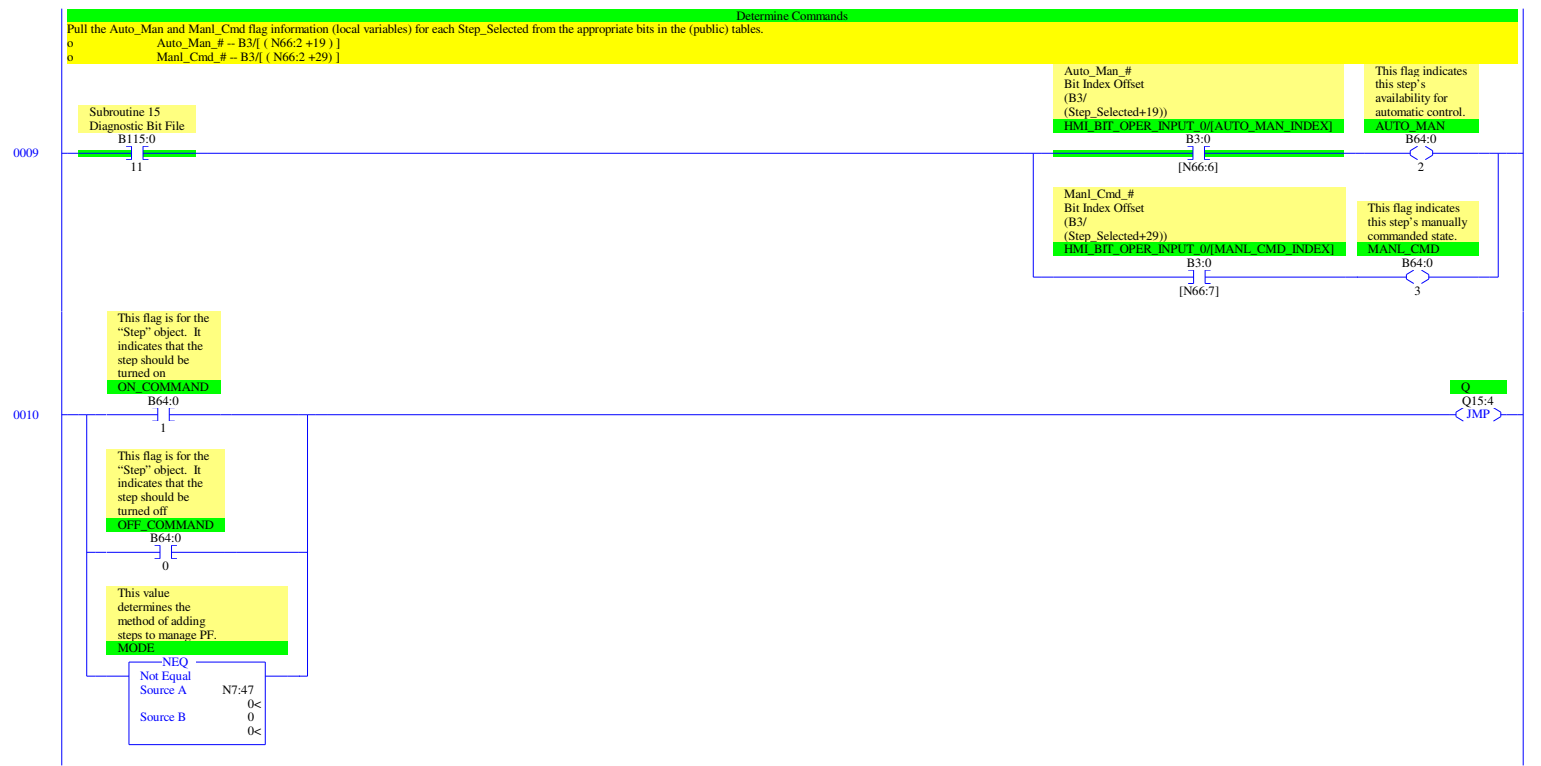 Determine Commands
Pull the Auto_Man and Manl_Cmd flag information (local variables) for each Step_Selected from the appropriate bits in the (public) tables.
o Auto_Man_# -- B3/[ ( N66:2 +19 ) ]
o Manl_Cmd_# -- B3/[ ( N66:2 +29) ]
Subroutine 15
Diagnostic Bit File
B115:0
11
0009
Auto_Man_#
Bit Index Offset
(B3/
(Step_Selected+19))
HMI_BIT_OPER_INPUT_0/[AUTO_MAN_INDEX]
B3:0
[N66:6]
This flag indicates
this step’s
availability for
automatic control.
AUTO_MAN
B64:0
2
Manl_Cmd_#
Bit Index Offset
(B3/
(Step_Selected+29))
HMI_BIT_OPER_INPUT_0/[MANL_CMD_INDEX]
B3:0
[N66:7]
This flag indicates
this step’s manually
commanded state.
MANL_CMD
B64:0
3
This flag is for the
“Step” object.  It
indicates that the
step should be
turned on
ON_COMMAND
B64:0
1
0010
Q
Q15:4
JMP
This flag is for the
“Step” object.  It
indicates that the
step should be
turned off
OFF_COMMAND
B64:0
0
This value
determines the
method of adding
steps to manage PF.
MODE
NEQ
Not Equal
Source A N7:47
0<
Source B 0
0<